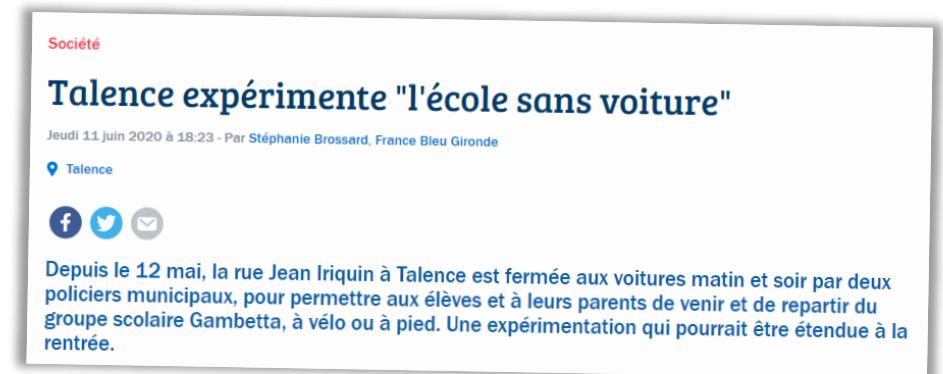 Société
Talence expérimente "l'école sans voiture"
Jeudi 11 juin 2020 à 18:23 - Par Stéphanie Brossard, France Bleu Gironde
Talence
Depuis le 12 mai, la rue Jean Iriquin à Talence est fermée aux voitures matin et soir par deux
policiers municipaux, pour permettre aux élèves et à leurs parents de venir et de repartir du
groupe scolaire Gambetta, à vélo ou à pied. Une expérimentation qui pourrait être étendue à la
rentrée.